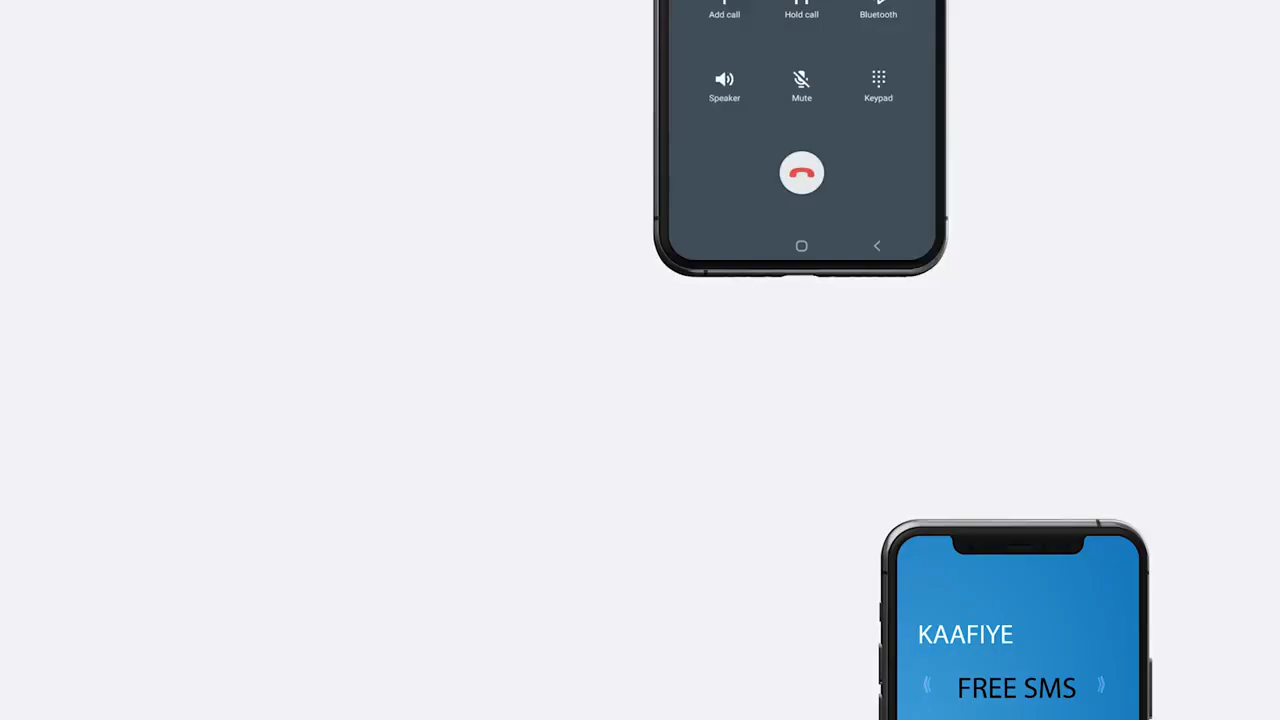 Add call Hold call Bluetooth
Speaker Mute Keypad
KAAFIYE
FREE SMS